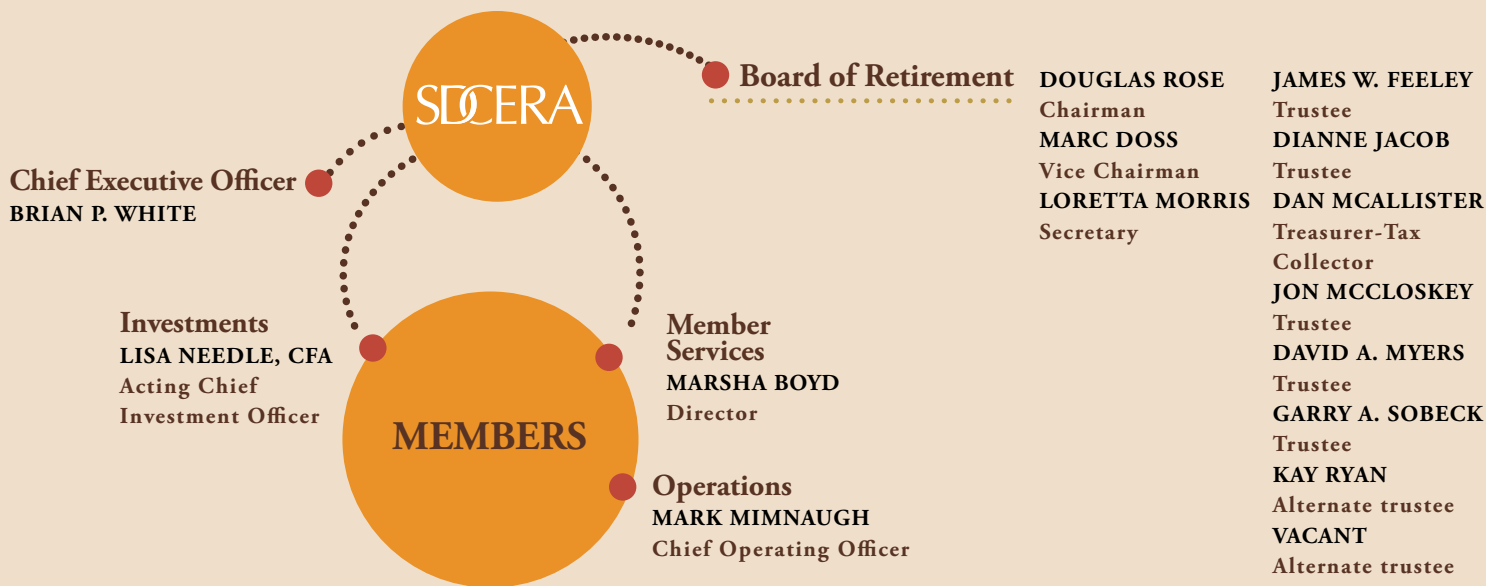 SDCERA
Board of Retirement
DOUGLAS ROSE
Chairman
MARC DOSS
Vice Chairman
LORETTA MORRIS
Secretary
JAMES W. FEELEY
Trustee
DIANNE JACOB
Trustee
DAN MCALLISTER
Treasurer-Tax
Collector
JON MCCLOSKEY
Trustee
DAVID A. MYERS
Trustee
GARRY A. SOBECK
Trustee
KAY RYAN
Alternate trustee
VACANT
Alternate trustee
Chief Executive Officer
BRIAN P. WHITE
Investments
LISA NEEDLE, CFA
Acting Chief
Investment Officer
Member
Services
MARSHA BOYD
Director
MEMBERS
Operations
MARK MIMNAUGH
Chief Operating Officer